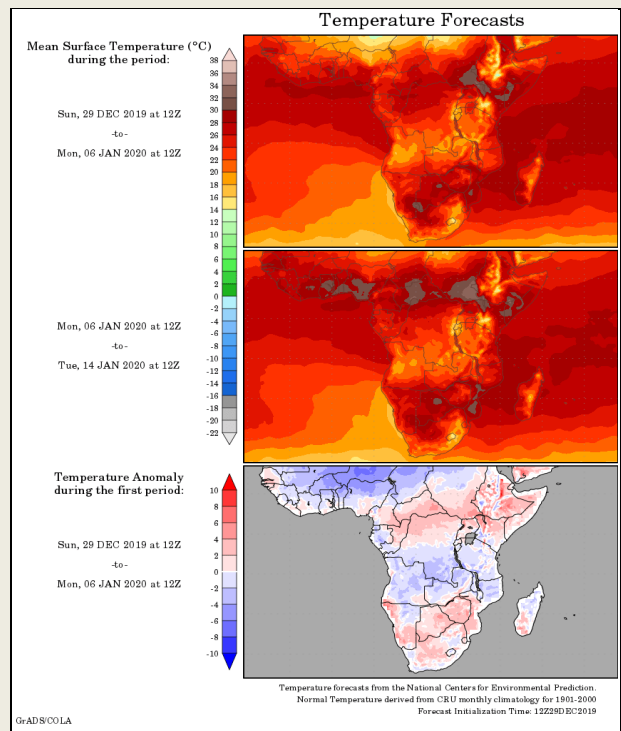 Temperature Forecasts
Mean Surface Temperature (°C)
during the period:
Sun, 29 DEC 2019 at 12Z
-to-
Mon, 06 JAN 2020 at 12Z
38
36
34
32
30
28
26
24
22
20
18
16
14
12
10
8
6
4
2
0
-2
-4
-6
-8
-10
-12
-14
-16
-18
-20
-22
Mon, 06 JAN 2020 at 12Z
-to-
Tue, 14 JAN 2020 at 12Z
Temperature Anomaly
during the first period:
Sun, 29 DEC 2019 at 12Z
-to-
Mon, 06 JAN 2020 at 12Z
10
8
6
4
2
0
-2
-4
-6
-8
-10
Temperature forecasts from the National Centers for Environmental Prediction.
Normal Temperature derived from CRU monthly climatology for 1901-2000
Forecast Initialization Time: 12Z29DEC2019
GrADS/COLA